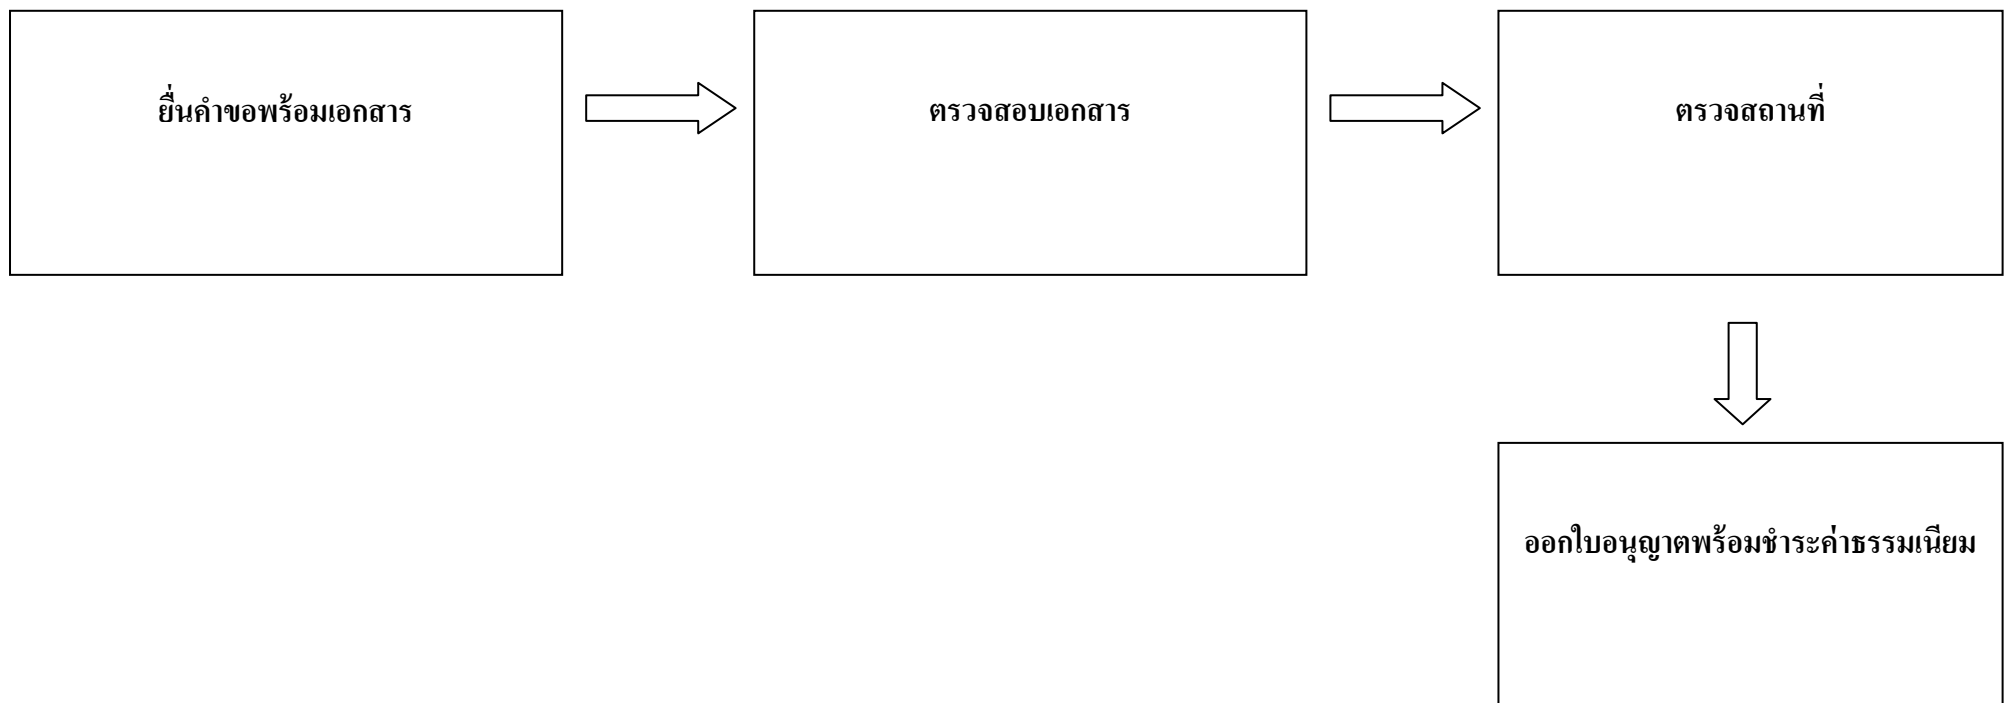 ยื่นคำขอพร้อมเอกสาร
ตรวจสอบเอกสาร
ตรวจสถานที่
ออกใบอนุญาตพร้อมชำระค่าธรรมเนียม